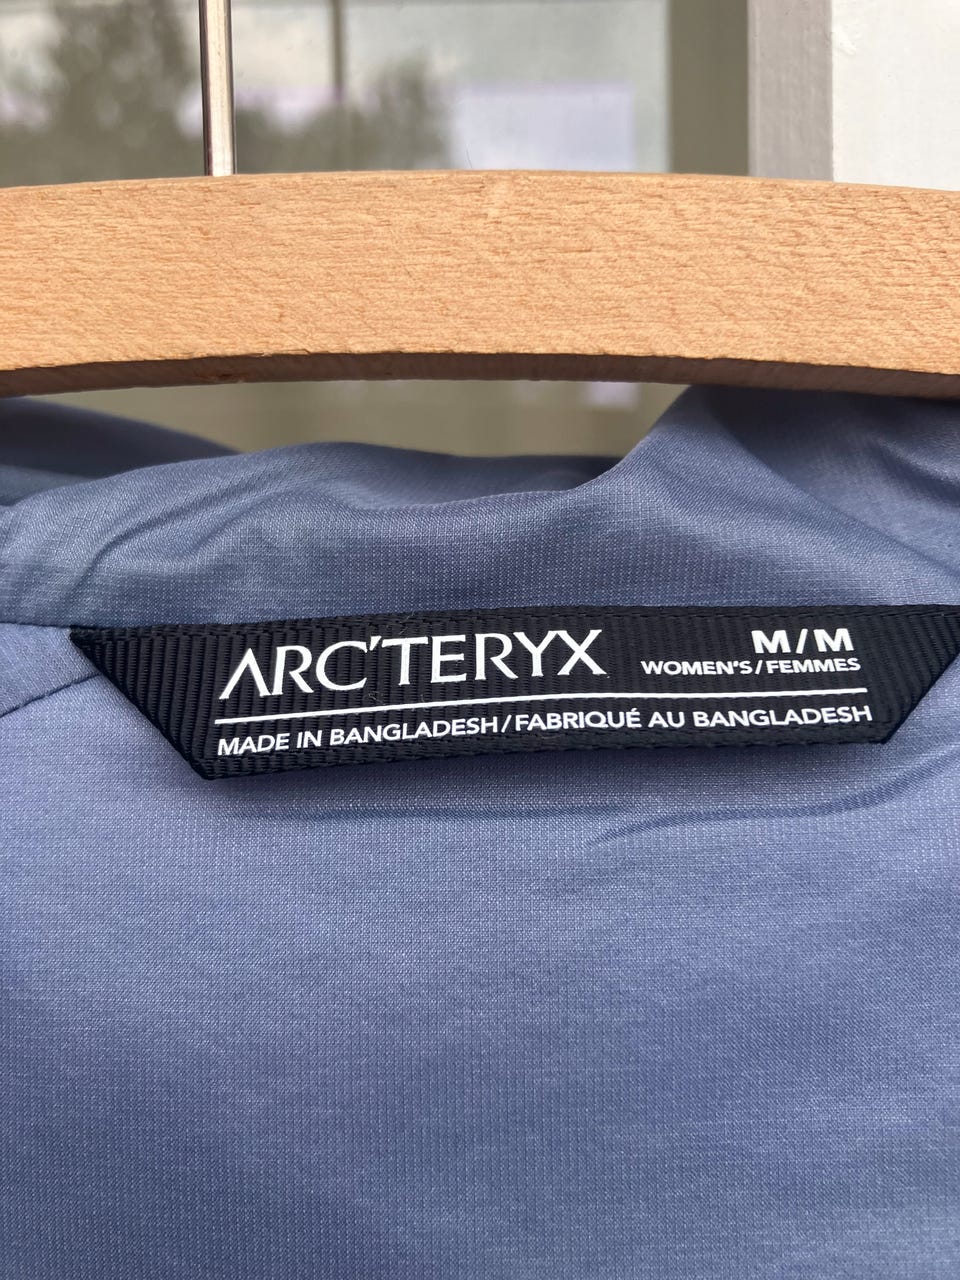 ARC'TERYX
M/M
WOMEN'S/FEMMES
MADE IN BANGLADESH/FABRIQUÉ AU BANGLADESH